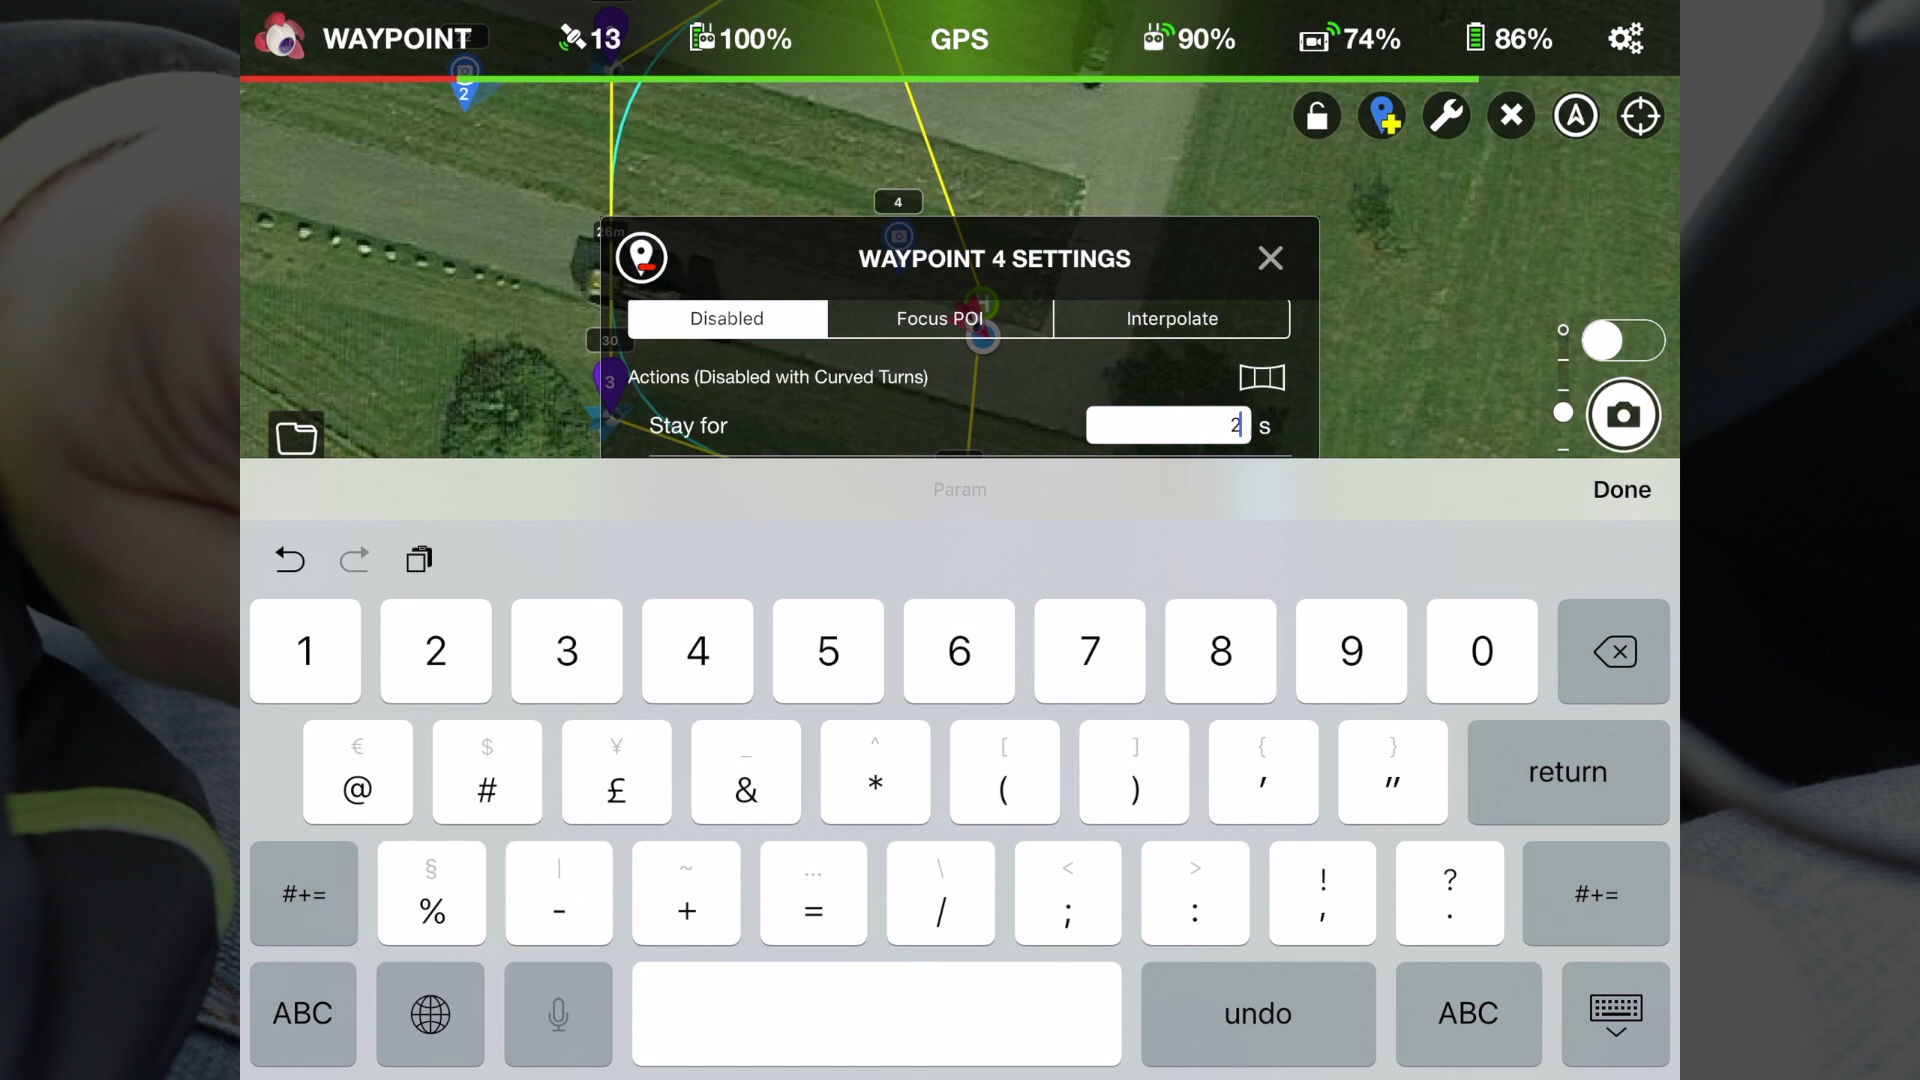 WAYPOINT
13
100%
GPS
90%
74%
86%
2
4
26m
WAYPOINT 4 SETTINGS
Disabled
Focus POI
Interpolate
H
30
3
Actions (Disabled with Curved Turns)
Stay for
2
s
Param
Done
1 2 3 4 5 6 7 8 9 0
€ $ ¥ _ ^ [ ] { }
@ # £ & * ( ) ' "
return
§ | ~ ... \ < > ! ?
#+= % - + = / ; : , . #+=
ABC
undo
ABC